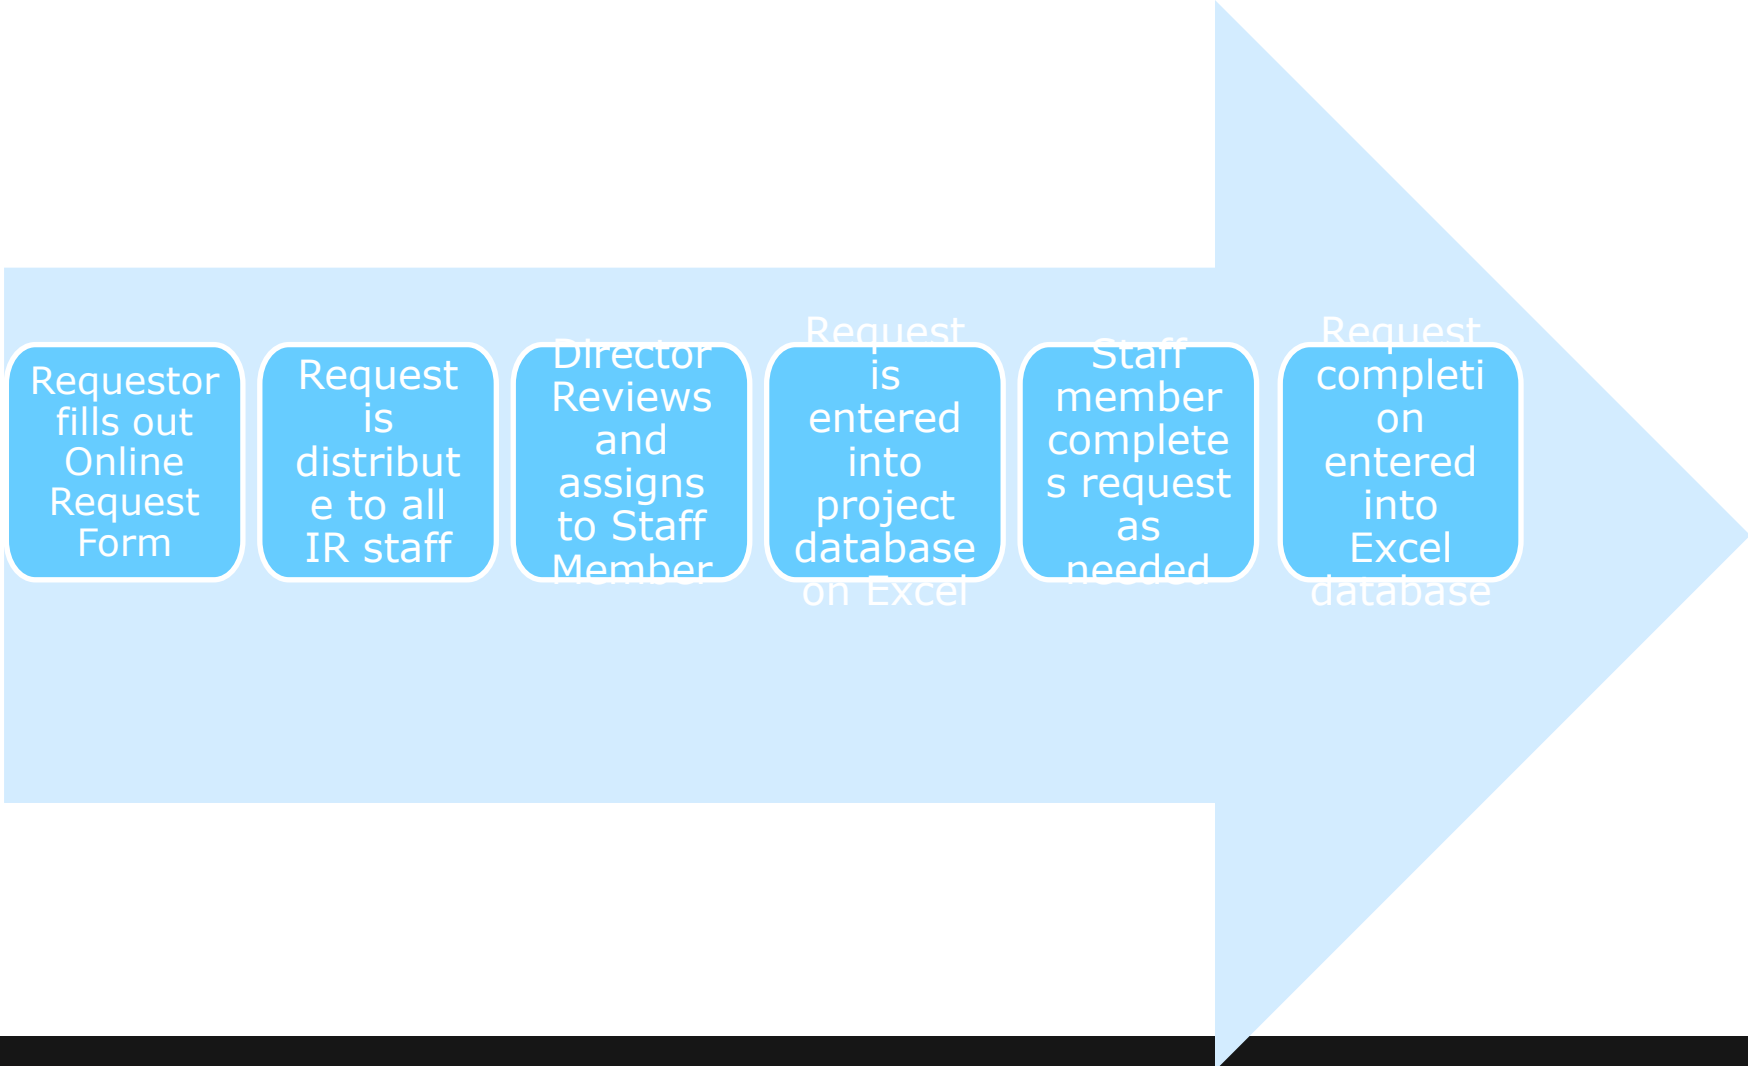 Requestor
fills out
Online
Request
Form
Request
is
distribut
e to all
IR staff
Director
Reviews
and
assigns
to Staff
Member
Request
is
entered
into
project
database
on Excel
Staff
member
complete
s request
as
needed
Request
completi
on
entered
into
Excel
database